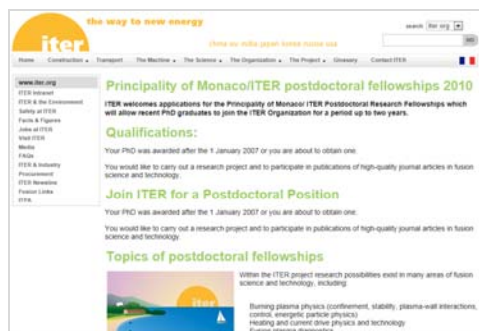 the way to new energy
iter
china eu india japan korea russia usa
search iter org
Home Construction Transport The Machine The Science The Organization The Project Glossary Contact ITER
www.iter.org
ITER Intranet
ITER & the Environment
Safety at ITER
Facts & Figures
Jobs at ITER
Visit ITER
Media
FAQs
ITER & Industry
Procurement
ITER Newsline
Fusion Links
ITPA
Principality of Monaco/ITER postdoctoral fellowships 2010
ITER welcomes applications for the Principality of Monaco/ ITER Postdoctoral Research Fellowships which
will allow recent PhD graduates to join the ITER Organization for a period up to two years.
Qualifications:
Your PhD was awarded after the 1 January 2007 or you are about to obtain one.
You would like to carry out a research project and to participate in publications of high-quality journal articles in fusion
science and technology.
Join ITER for a Postdoctoral Position
Your PhD was awarded after the 1 January 2007 or you are about to obtain one.
You would like to carry out a research project and to participate in publications of high-quality journal articles in fusion
science and technology.
Topics of postdoctoral fellowships
iter
Within the ITER project research possibilities exist in many areas of fusion
science and technology, including:
Burning plasma physics (confinement, stability, plasma-wall interactions,
control, energetic particle physics)
Heating and current drive physics and technology
Fusion plasma diagnostics